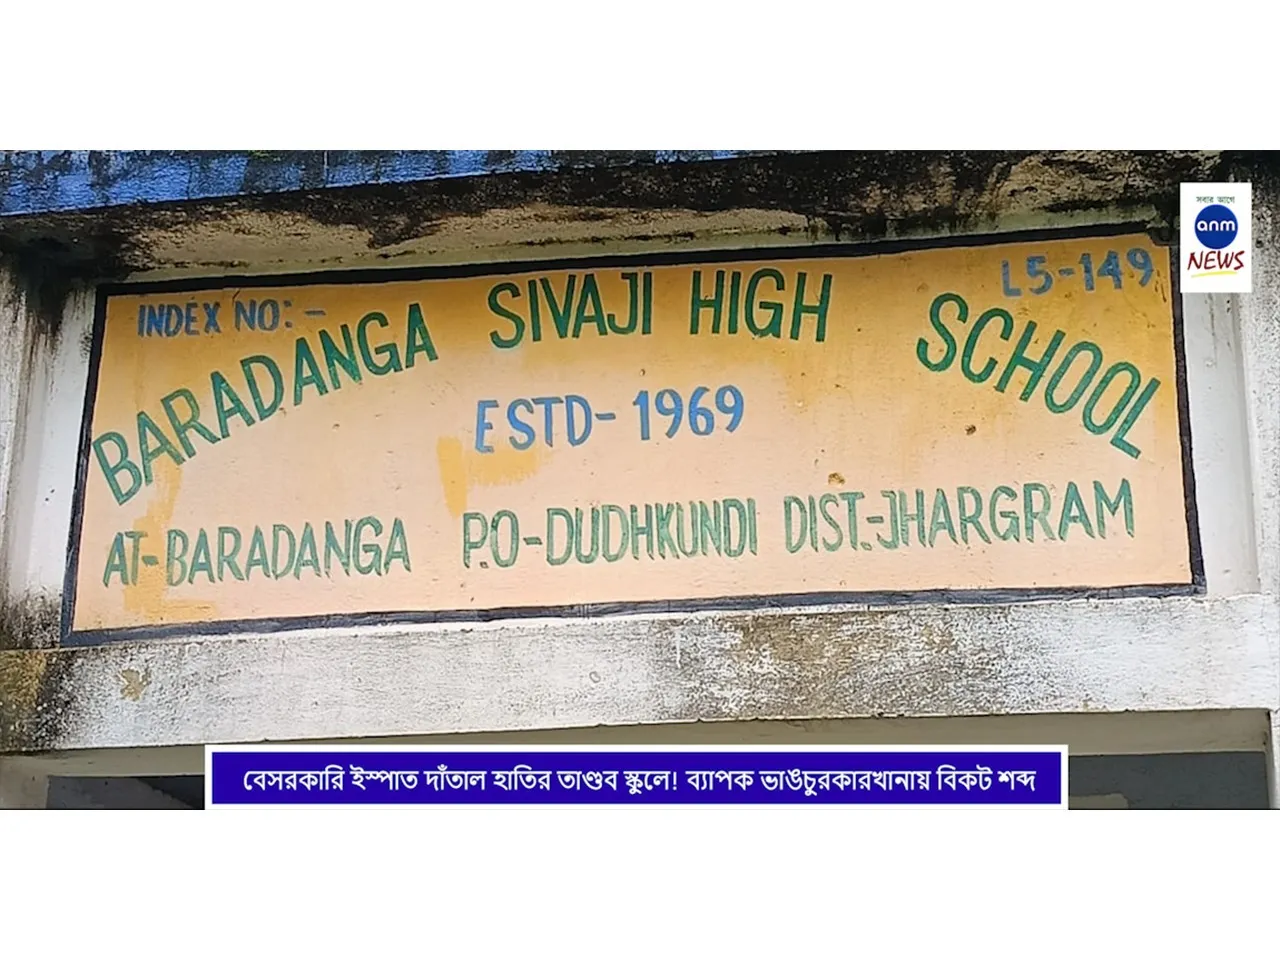 সবার আগে
anm
NEWS
INDEX NO:- L5-149
BARADANGA SIVAJI HIGH SCHOOL
ESTD-1969
AT-BARADANGA P.O-DUDHKUNDI DIST.-JHARGRAM
বেসরকারি ইস্পাত দাঁতাল হাতির তাণ্ডব স্কুলে! ব্যাপক ভাঙচুরকারখানায় বিকট শব্দ